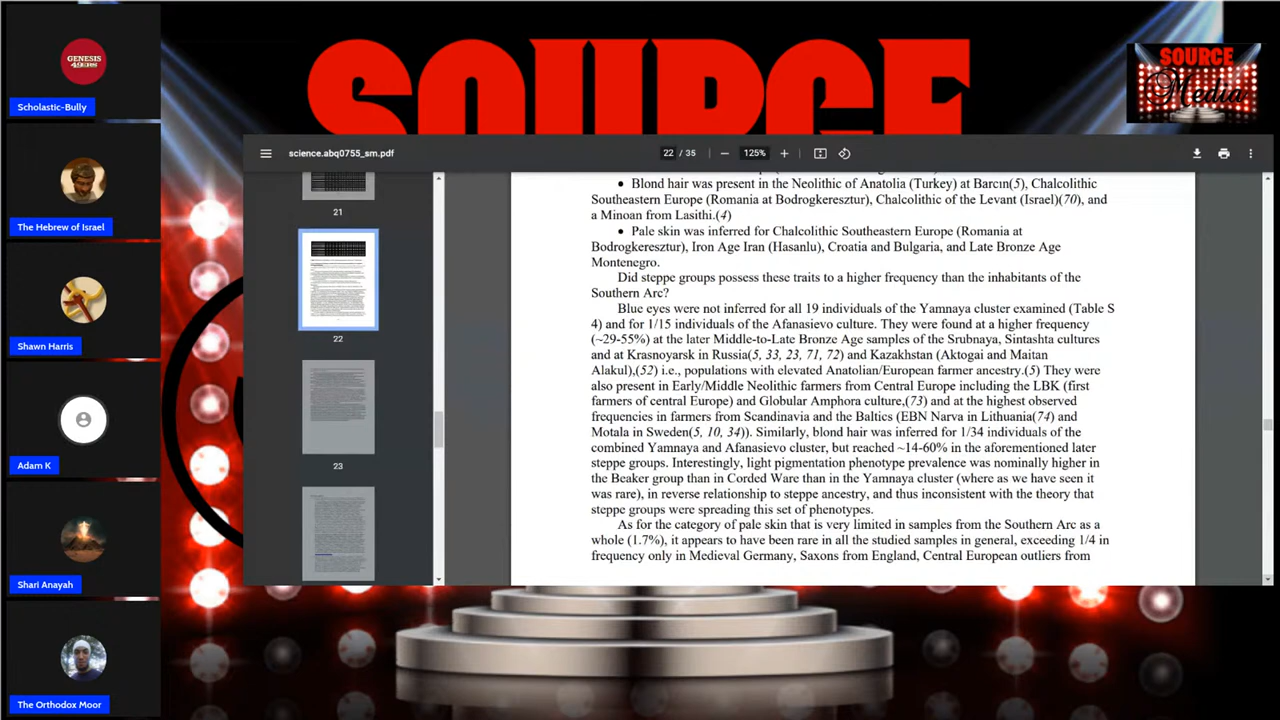 SOURCE
SOURCE
Media
GENESIS
49ERS
Scholastic-Bully
The Hebrew of Israel
Shawn Harris
Adam K
Shari Anayah
The Orthodox Moor
science.abq0755_sm.pdf
22 / 35
125%
21
22
23
• Blond hair was present in the Neolithic of Anatolia (Turkey) at Barcın(5), Chalcolithic
Southeastern Europe (Romania at Bodrogkeresztur), Chalcolithic of the Levant (Israel)(70), and
a Minoan from Lasithi.(4)
• Pale skin was inferred for Chalcolithic Southeastern Europe (Romania at
Bodrogkeresztur), Iron Age Iran (Hasanlu), Croatia and Bulgaria, and Late Bronze Age
Montenegro.
Did steppe groups possess these traits to a higher frequency than the inhabitants of the
Southern Arc?
Blue eyes were not inferred for all 19 individuals of the Yamnaya cluster examined (Table S
4) and for 1/15 individuals of the Afanasievo culture. They were found at a higher frequency
(~29-55%) at the later Middle-to-Late Bronze Age samples of the Srubnaya, Sintashta cultures
and at Krasnoyarsk in Russia(5, 33, 23, 71, 72) and Kazakhstan (Aktogai and Maitan
Alakul),(52) i.e., populations with elevated Anatolian/European farmer ancestry.(5) They were
also present in Early/Middle Neolithic farmers from Central Europe including the LBK (first
farmers of central Europe) and Globular Amphora culture,(73) and at the highest observed
frequencies in farmers from Scandinavia and the Baltics (EBN Narva in Lithuania(74) and
Motala in Sweden(5, 10, 34)). Similarly, blond hair was inferred for 1/34 individuals of the
combined Yamnaya and Afanasievo cluster, but reached ~14-60% in the aforementioned later
steppe groups. Interestingly, light pigmentation phenotype prevalence was nominally higher in
the Beaker group than in Corded Ware than in the Yamnaya cluster (where as we have seen it
was rare), in reverse relationship to steppe ancestry, and thus inconsistent with the theory that
steppe groups were spreading this set of phenotypes.
As for the category of pale skin that is very limited in samples from the Southern Arc as a
whole (1.7%), it appears to have been rare in all the studied samples in general, exceeding 1/4 in
frequency only in Medieval Germany, Saxons from England, Central European outliers from